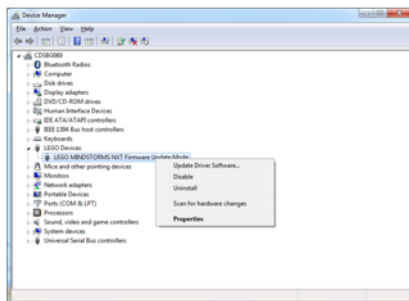 Device Manager
File Action View Help
CDSBG069
Bluetooth Radios
Computer
Disk drives
Display adapters
DVD/CD-ROM drives
Human Interface Devices
IDE ATA/ATAPI controllers
IEEE 1394 Bus host controllers
Keyboards
LEGO Devices
LEGO MINDSTORMS NXT Firmware Update Mode
Mice and other pointing devices
Monitors
Network adapters
Portable Devices
Ports (COM & LPT)
Processors
Sound, video and game controllers
System devices
Universal Serial Bus controllers
Update Driver Software...
Disable
Uninstall
Scan for hardware changes
Properties